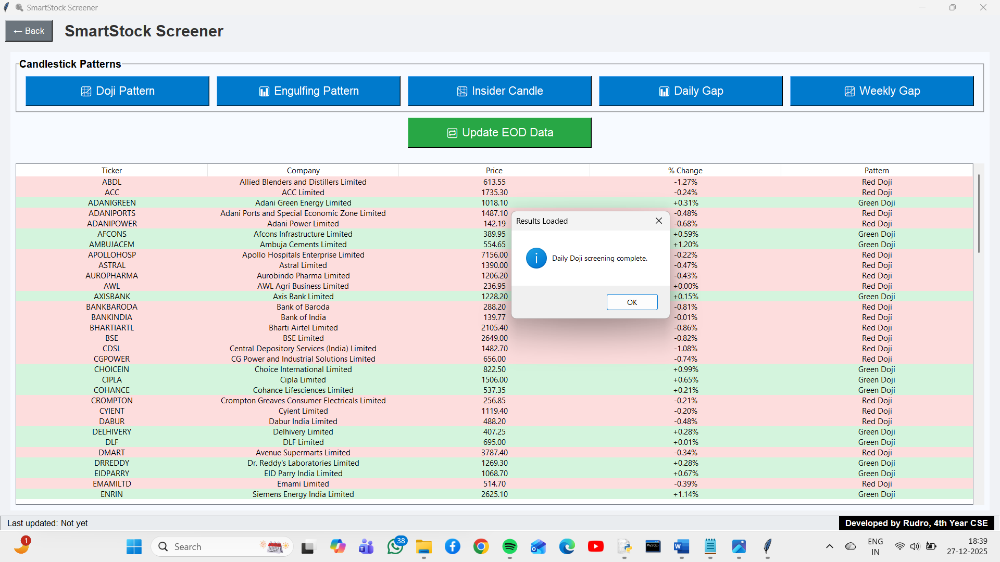 SmartStock Screener
← Back
SmartStock Screener
Candlestick Patterns
Doji Pattern
Engulfing Pattern
Insider Candle
Daily Gap
Weekly Gap
Update EOD Data
Ticker Company Price % Change Pattern
ABDL Allied Blenders and Distillers Limited 613.55 -1.27% Red Doji
ACC ACC Limited 1735.30 -0.24% Red Doji
ADANIGREEN Adani Green Energy Limited 1018.10 +0.31% Green Doji
ADANIPORTS Adani Ports and Special Economic Zone Limited 1487.10 -0.48% Red Doji
ADANIPOWER Adani Power Limited 142.19 -0.68% Red Doji
AFCONS Afcons Infrastructure Limited 389.95 +0.59% Green Doji
AMBUJACEM Ambuja Cements Limited 554.65 +1.20% Green Doji
APOLLOHOSP Apollo Hospitals Enterprise Limited 7156.00 -0.22% Red Doji
ASTRAL Astral Limited 1390.00 -0.47% Red Doji
AUROPHARMA Aurobindo Pharma Limited 1206.20 -0.43% Red Doji
AWL AWL Agri Business Limited 236.95 +0.00% Red Doji
AXISBANK Axis Bank Limited 1228.20 +0.15% Green Doji
BANKBARODA Bank of Baroda 288.20 -0.81% Red Doji
BANKINDIA Bank of India 139.77 -0.01% Red Doji
BHARTIARTL Bharti Airtel Limited 2105.40 -0.86% Red Doji
BSE BSE Limited 2649.00 -0.82% Red Doji
CDSL Central Depository Services (India) Limited 1482.70 -1.08% Red Doji
CGPOWER CG Power and Industrial Solutions Limited 656.00 -0.74% Red Doji
CHOICEIN Choice International Limited 822.50 +0.99% Green Doji
CIPLA Cipla Limited 1506.00 +0.65% Green Doji
COHANCE Cohance Lifesciences Limited 537.35 +0.21% Green Doji
CROMPTON Crompton Greaves Consumer Electricals Limited 256.85 -0.21% Red Doji
CYIENT Cyient Limited 1119.40 -0.20% Red Doji
DABUR Dabur India Limited 488.20 -0.48% Red Doji
DELHIVERY Delhivery Limited 407.25 +0.28% Green Doji
DLF DLF Limited 695.00 +0.01% Green Doji
DMART Avenue Supermarts Limited 3787.40 -0.34% Red Doji
DRREDDY Dr. Reddy's Laboratories Limited 1269.30 +0.28% Green Doji
EIDPARRY EID Parry India Limited 1068.70 +0.67% Green Doji
EMAMILTD Emami Limited 514.70 -0.39% Red Doji
ENRIN Siemens Energy India Limited 2625.10 +1.14% Green Doji
Results Loaded
Daily Doji screening complete.
OK
Last updated: Not yet
Developed by Rudro, 4th Year CSE
1
Search
38
MySQL
ENG
IN
18:39
27-12-2025